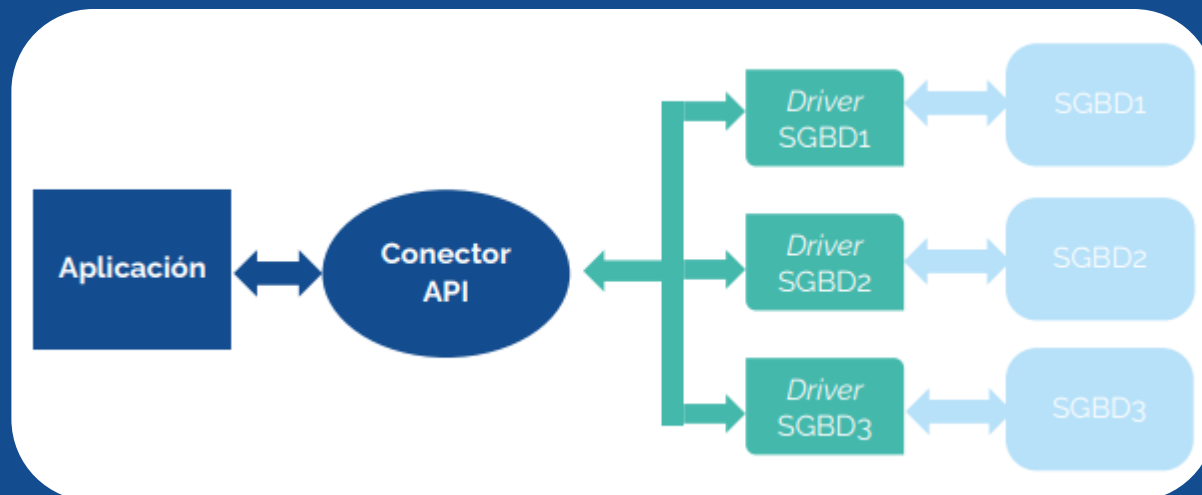 Aplicación
Conector
API
Driver
SGBD1
SGBD1
Driver
SGBD2
SGBD2
Driver
SGBD3
SGBD3